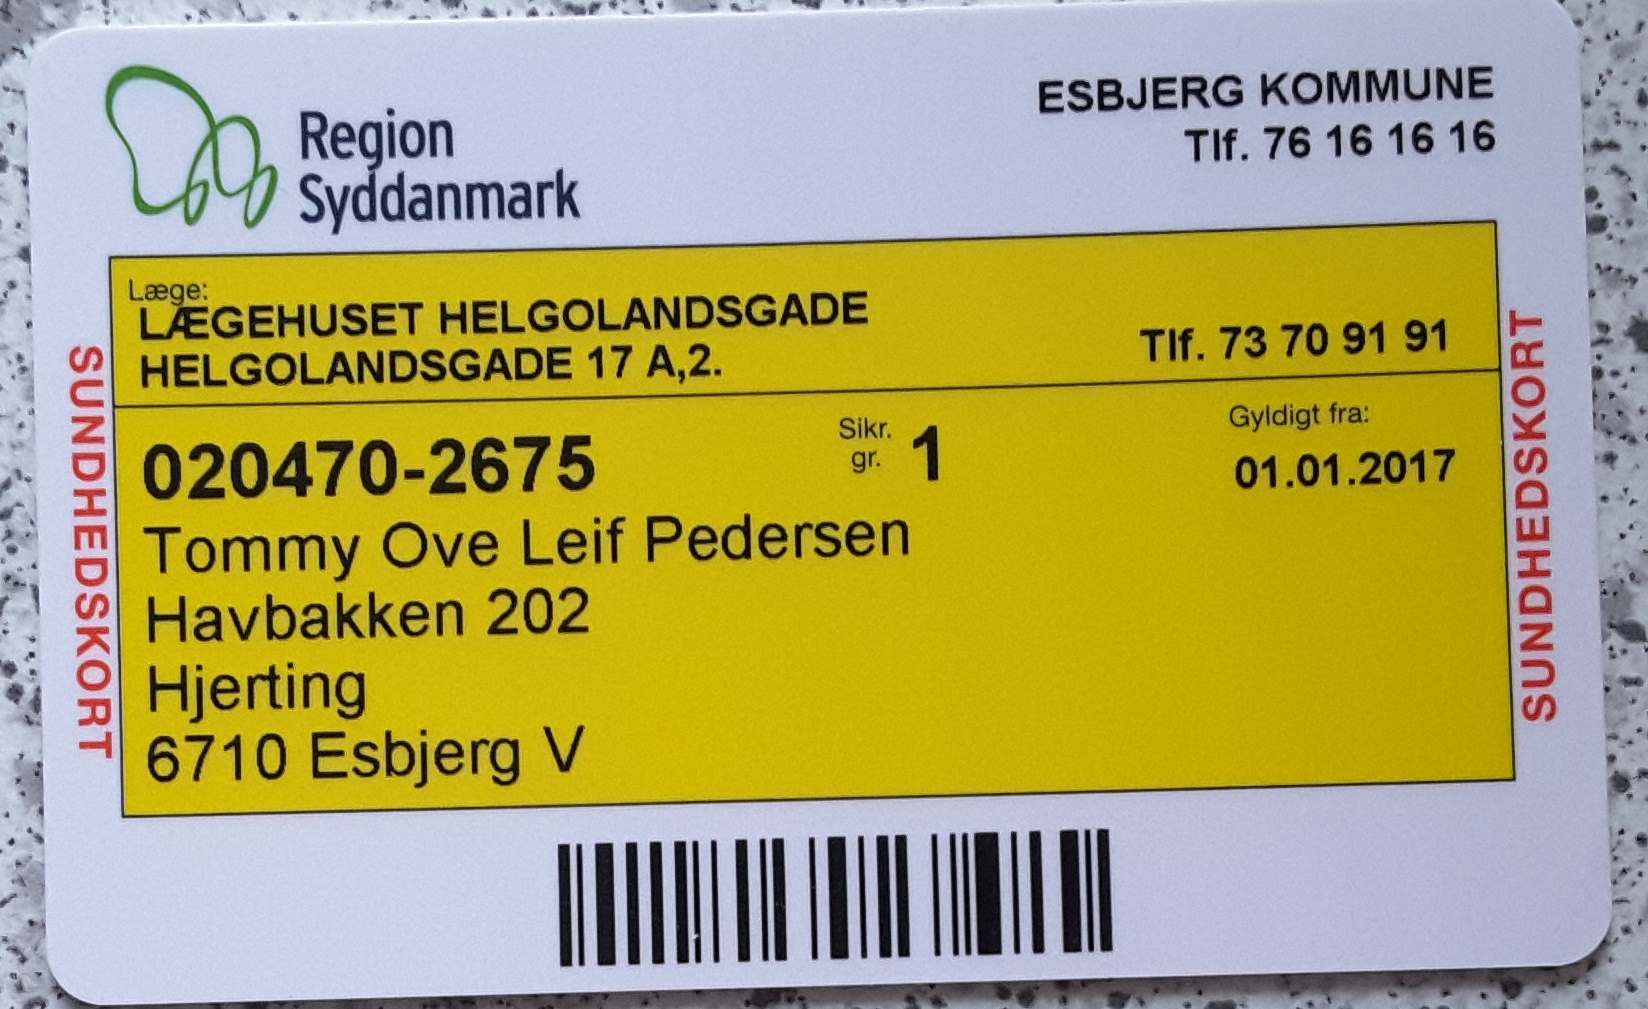 Region
Syddanmark
ESBJERG KOMMUNE
Tlf. 76 16 16 16
Læge:
LÆGEHUSET HELGOLANDSGADE
HELGOLANDSGADE 17 A,2.
Tlf. 73 70 91 91
020470-2675
Sikr.
gr. 1
Gyldigt fra:
01.01.2017
Tommy Ove Leif Pedersen
Havbakken 202
Hjerting
6710 Esbjerg V
SUNDHEDSKORT
SUNDHEDSKORT